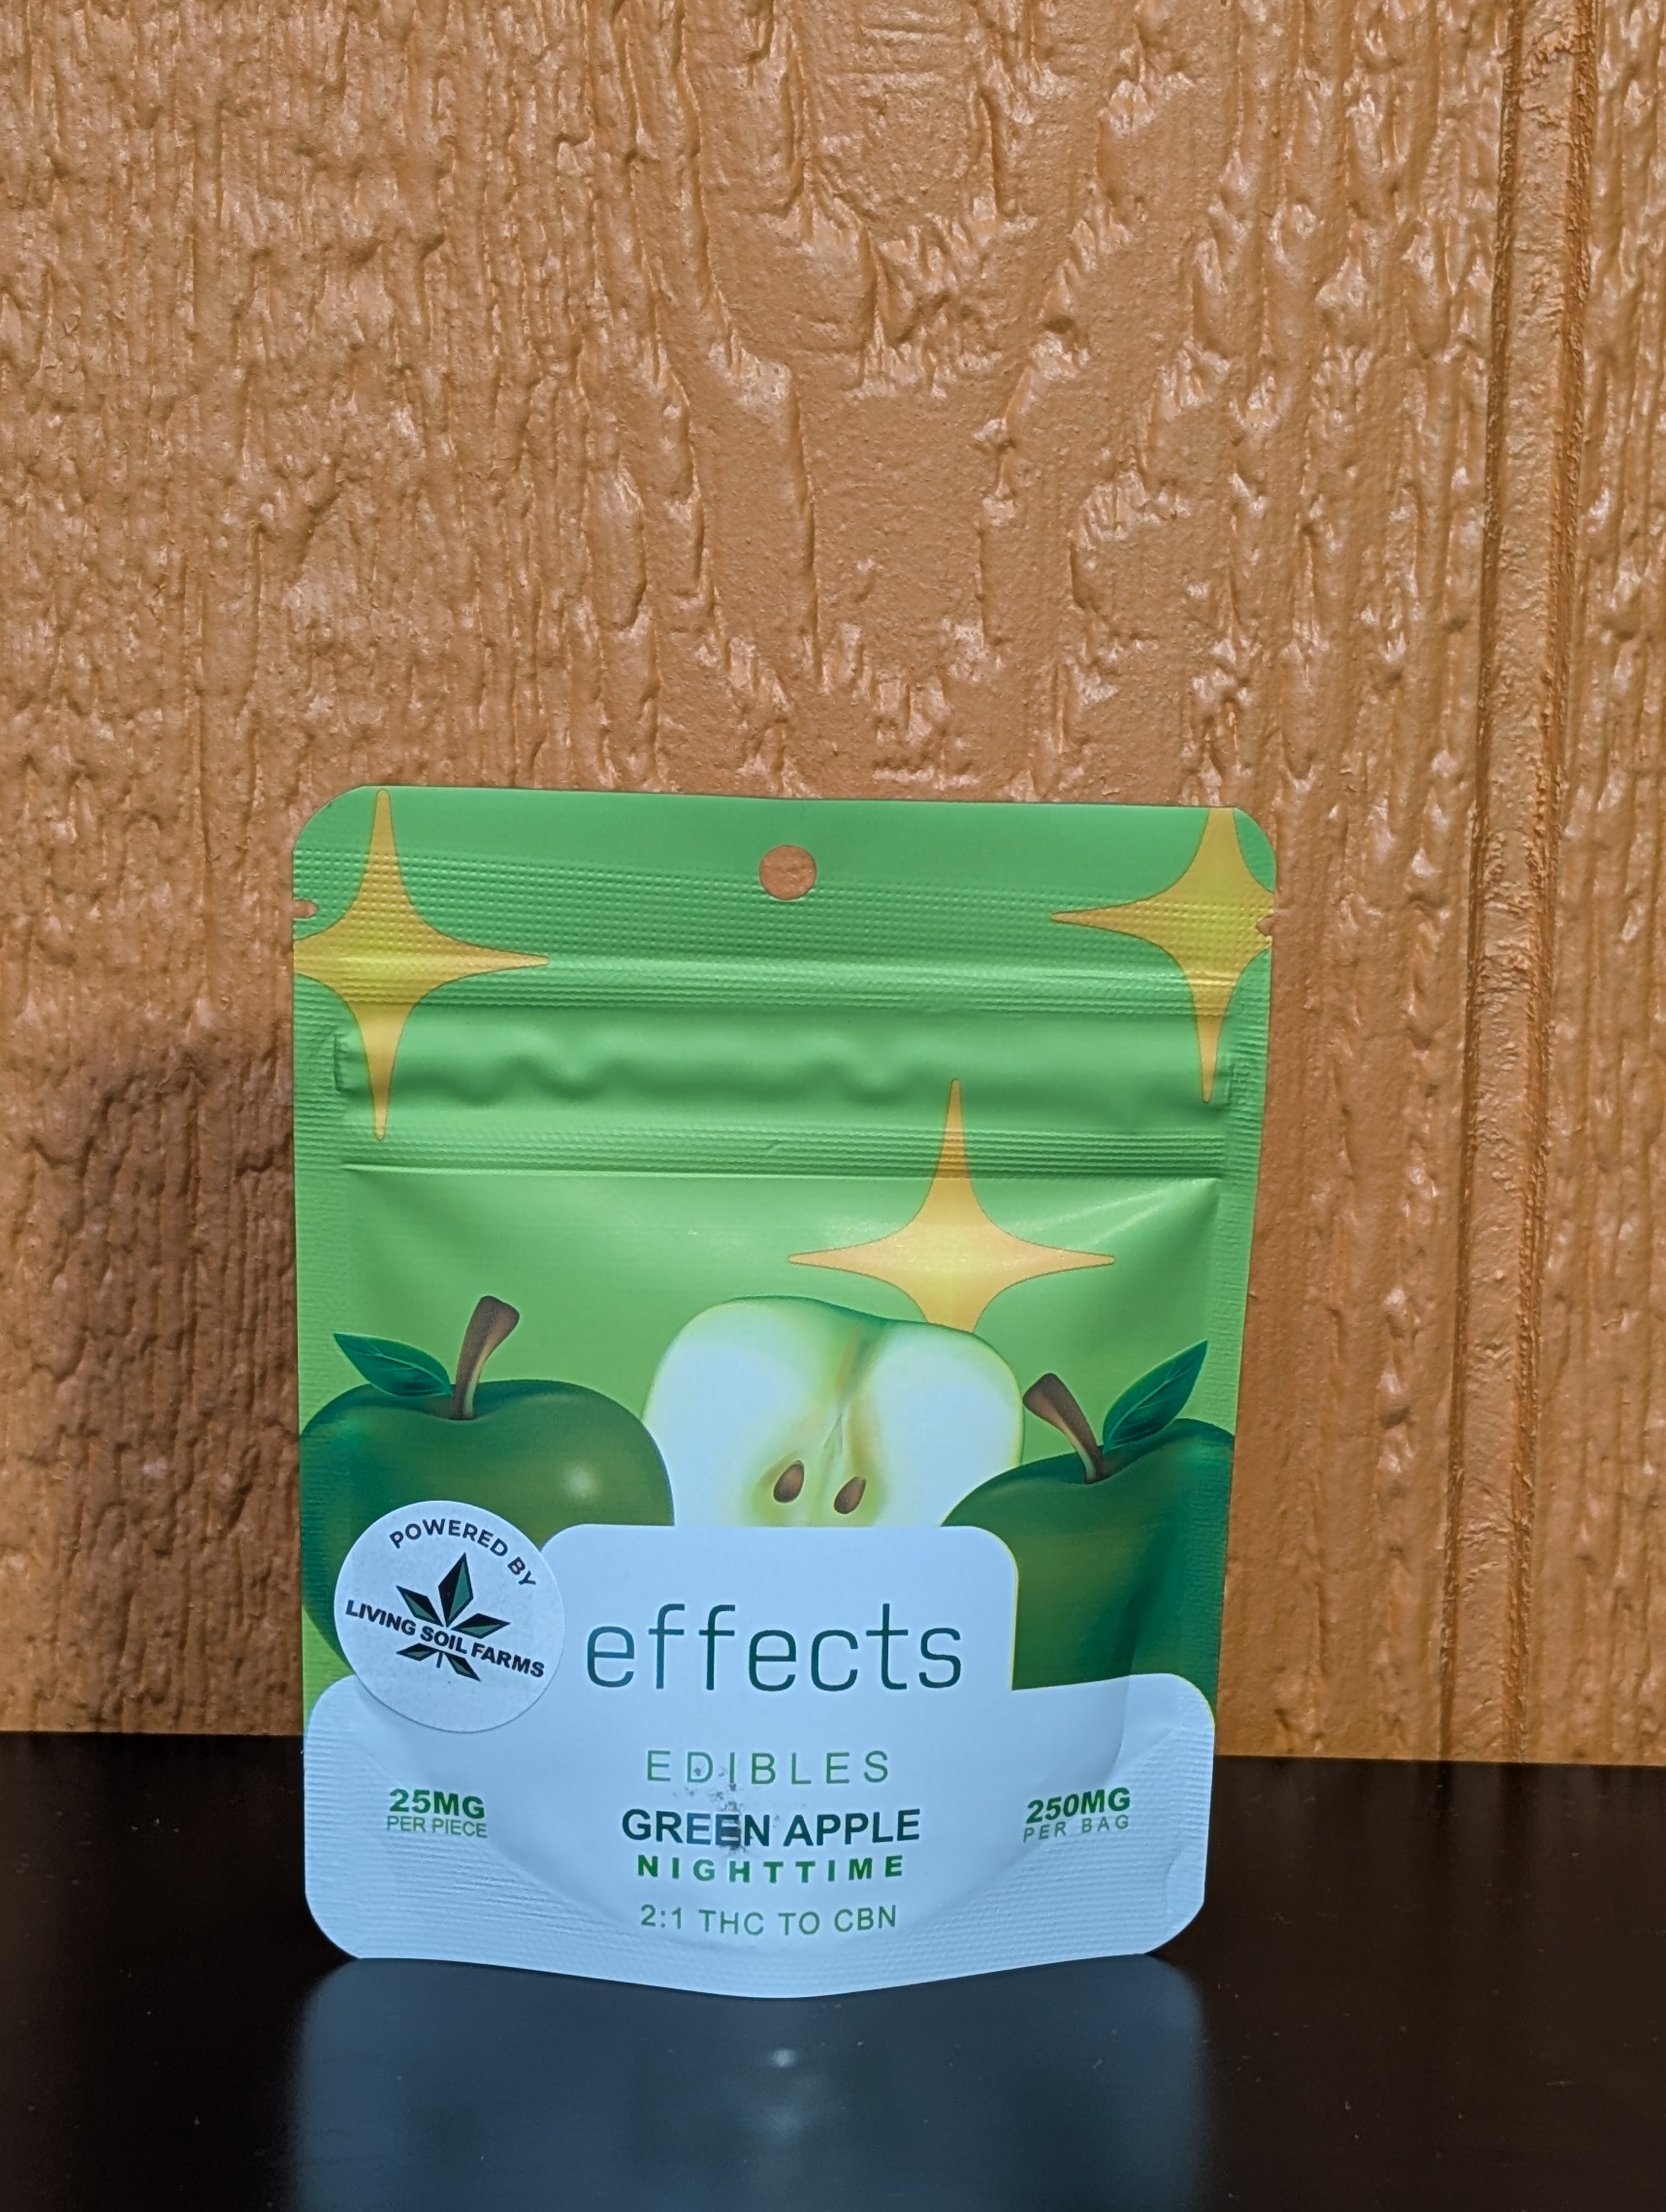 POWERED BY
LIVING SOIL FARMS
effects
EDIBLES
25MG
PER PIECE
GREEN APPLE
NIGHTTIME
2:1 THC TO CBN
250MG
PER BAG